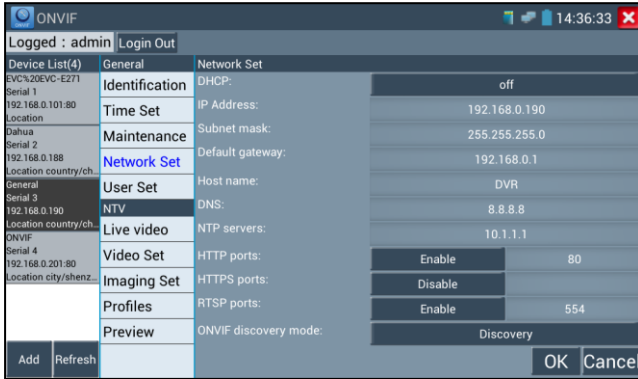 ONVIF
14:36:33
Logged : admin Login Out
Device List(4)
EVC%20EVC-E271
Serial 1
192.168.0.101:80
Location
Dahua
Serial 2
192.168.0.188
Location country/ch...
General
Serial 3
192.168.0.190
Location country/ch...
ONVIF
Serial 4
192.168.0.201:80
Location city/shenz...
Add Refresh
General
Identification
Time Set
Maintenance
Network Set
User Set
NTV
Live video
Video Set
Imaging Set
Profiles
Preview
Network Set
DHCP: off
IP Address: 192.168.0.190
Subnet mask: 255.255.255.0
Default gateway: 192.168.0.1
Host name: DVR
DNS: 8.8.8.8
NTP servers: 10.1.1.1
HTTP ports: Enable 80
HTTPS ports: Disable
RTSP ports: Enable 554
ONVIF discovery mode: Discovery
OK Cancel